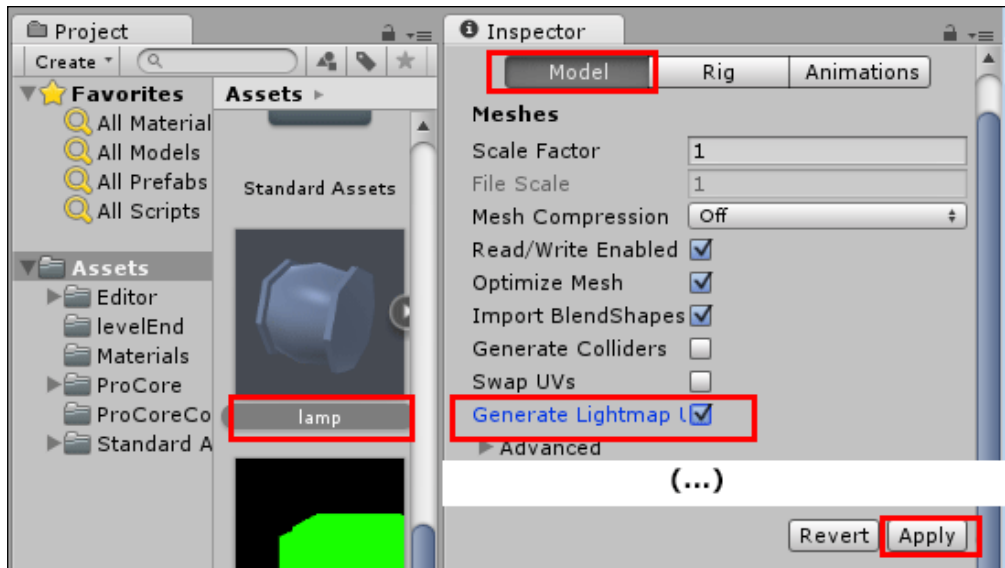 Project
Create
Favorites
All Material
All Models
All Prefabs
All Scripts
Assets
Editor
levelEnd
Materials
ProCore
ProCoreCo
Standard A
Assets
Standard Assets
lamp
Inspector
Model Rig Animations
Meshes
Scale Factor 1
File Scale 1
Mesh Compression Off
Read/Write Enabled
Optimize Mesh
Import BlendShapes
Generate Colliders
Swap UVs
Generate Lightmap U
Advanced
(...)
Revert Apply